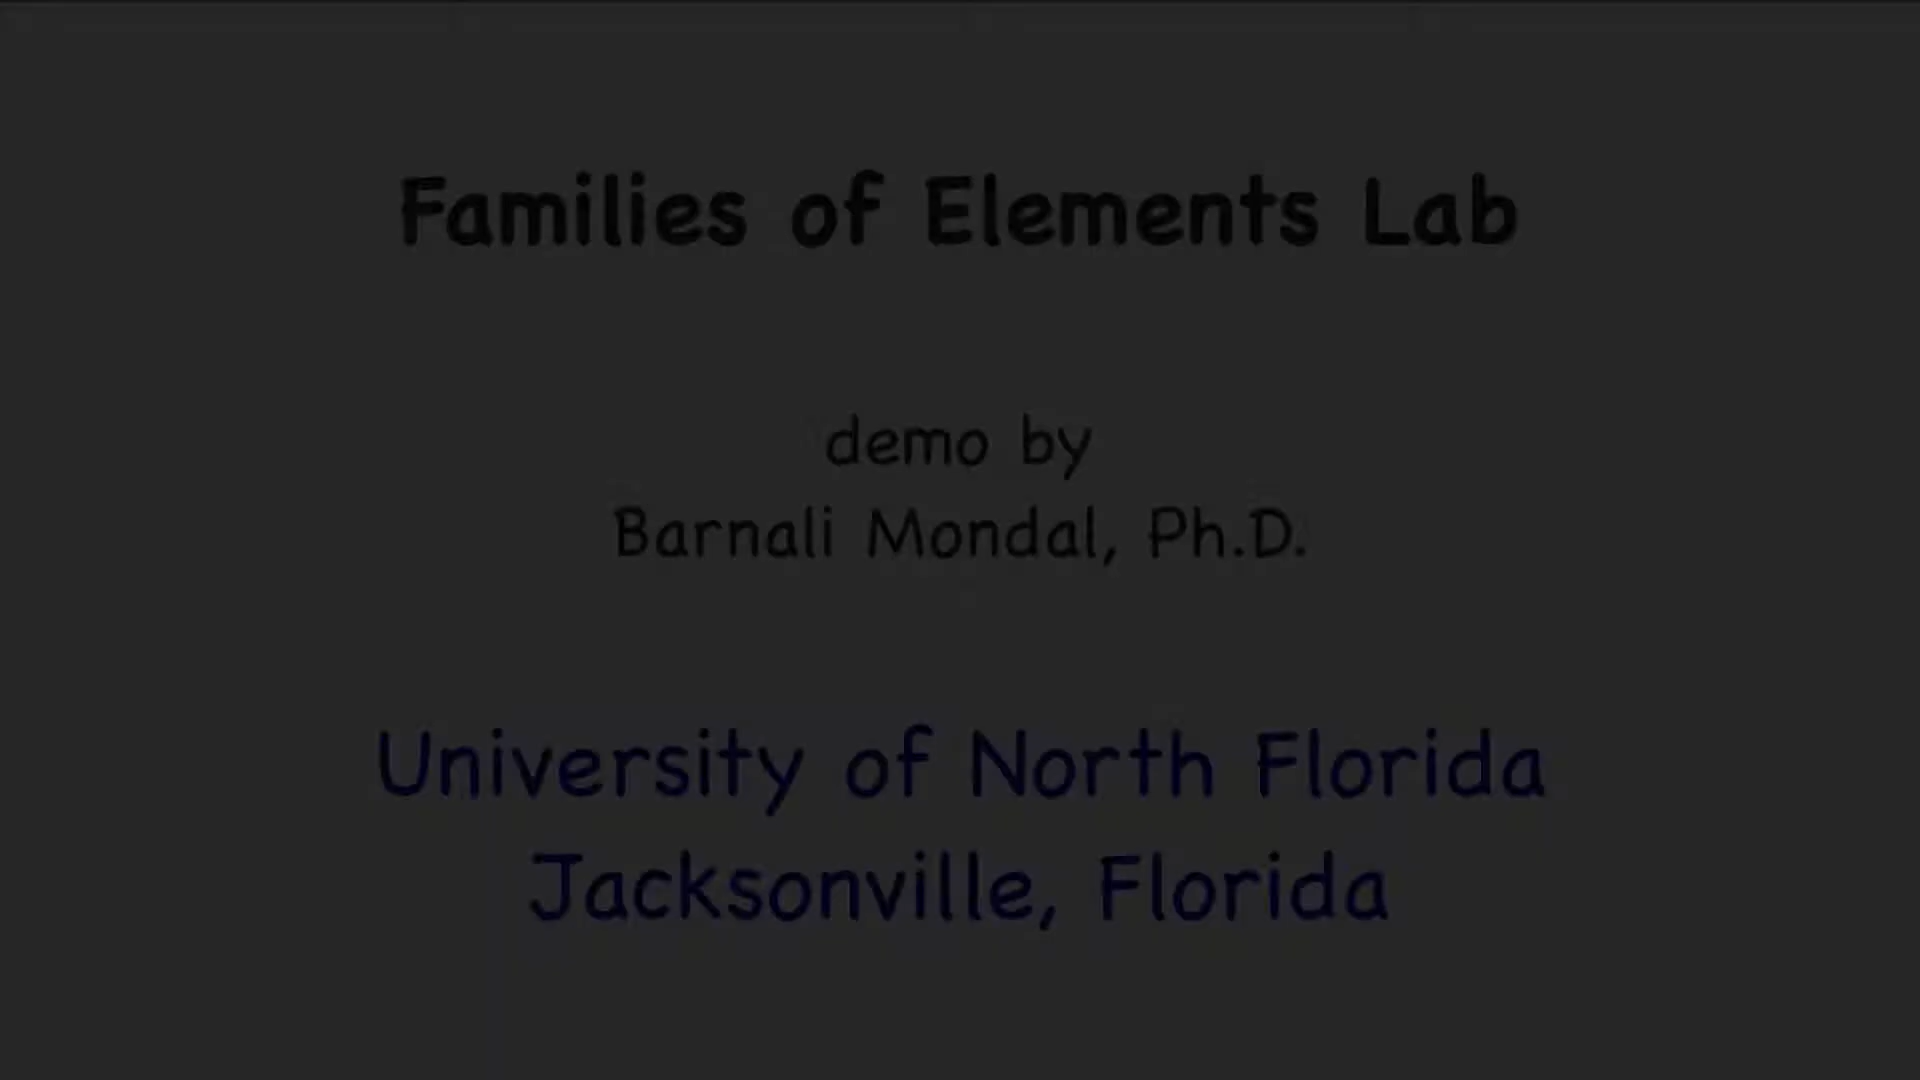 Families of Elements Lab
demo by
Barnali Mondal, Ph.D.
University of North Florida
Jacksonville, Florida